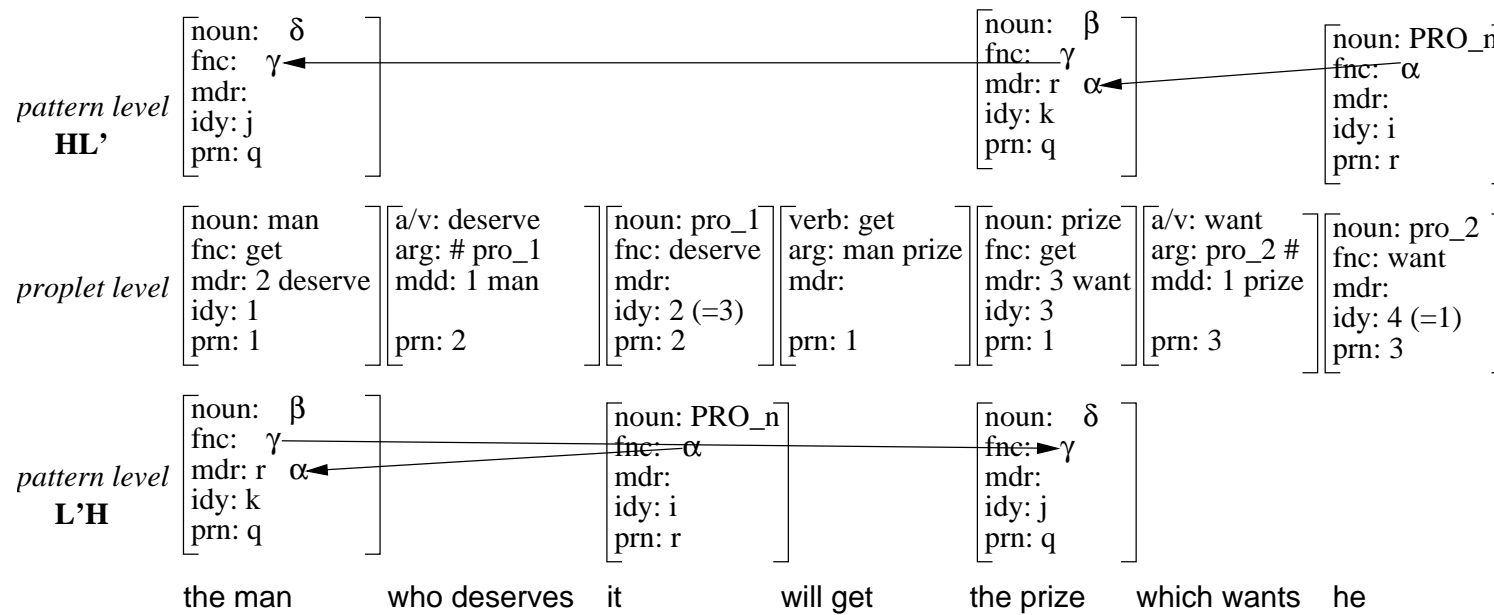 noun: δ
fnc: γ
mdr:
idy: j
prn: q
noun: β
fnc: γ
mdr: r α
idy: k
prn: q
noun: PRO_n
fnc: α
mdr:
idy: i
prn: r
pattern level
HL’
proplet level
noun: man
fnc: get
mdr: 2 deserve
idy: 1
prn: 1
a/v: deserve
arg: # pro_1
mdd: 1 man
prn: 2
noun: pro_1
fnc: deserve
mdr:
idy: 2 (=3)
prn: 2
verb: get
arg: man prize
mdr:
prn: 1
noun: prize
fnc: get
mdr: 3 want
idy: 3
prn: 1
a/v: want
arg: pro_2 #
mdd: 1 prize
prn: 3
noun: pro_2
fnc: want
mdr:
idy: 4 (=1)
prn: 3
pattern level
L’H
noun: β
fnc: γ
mdr: r α
idy: k
prn: q
noun: PRO_n
fnc: α
mdr:
idy: i
prn: r
noun: δ
fnc: γ
mdr:
idy: j
prn: q
the man who deserves it will get the prize which wants he